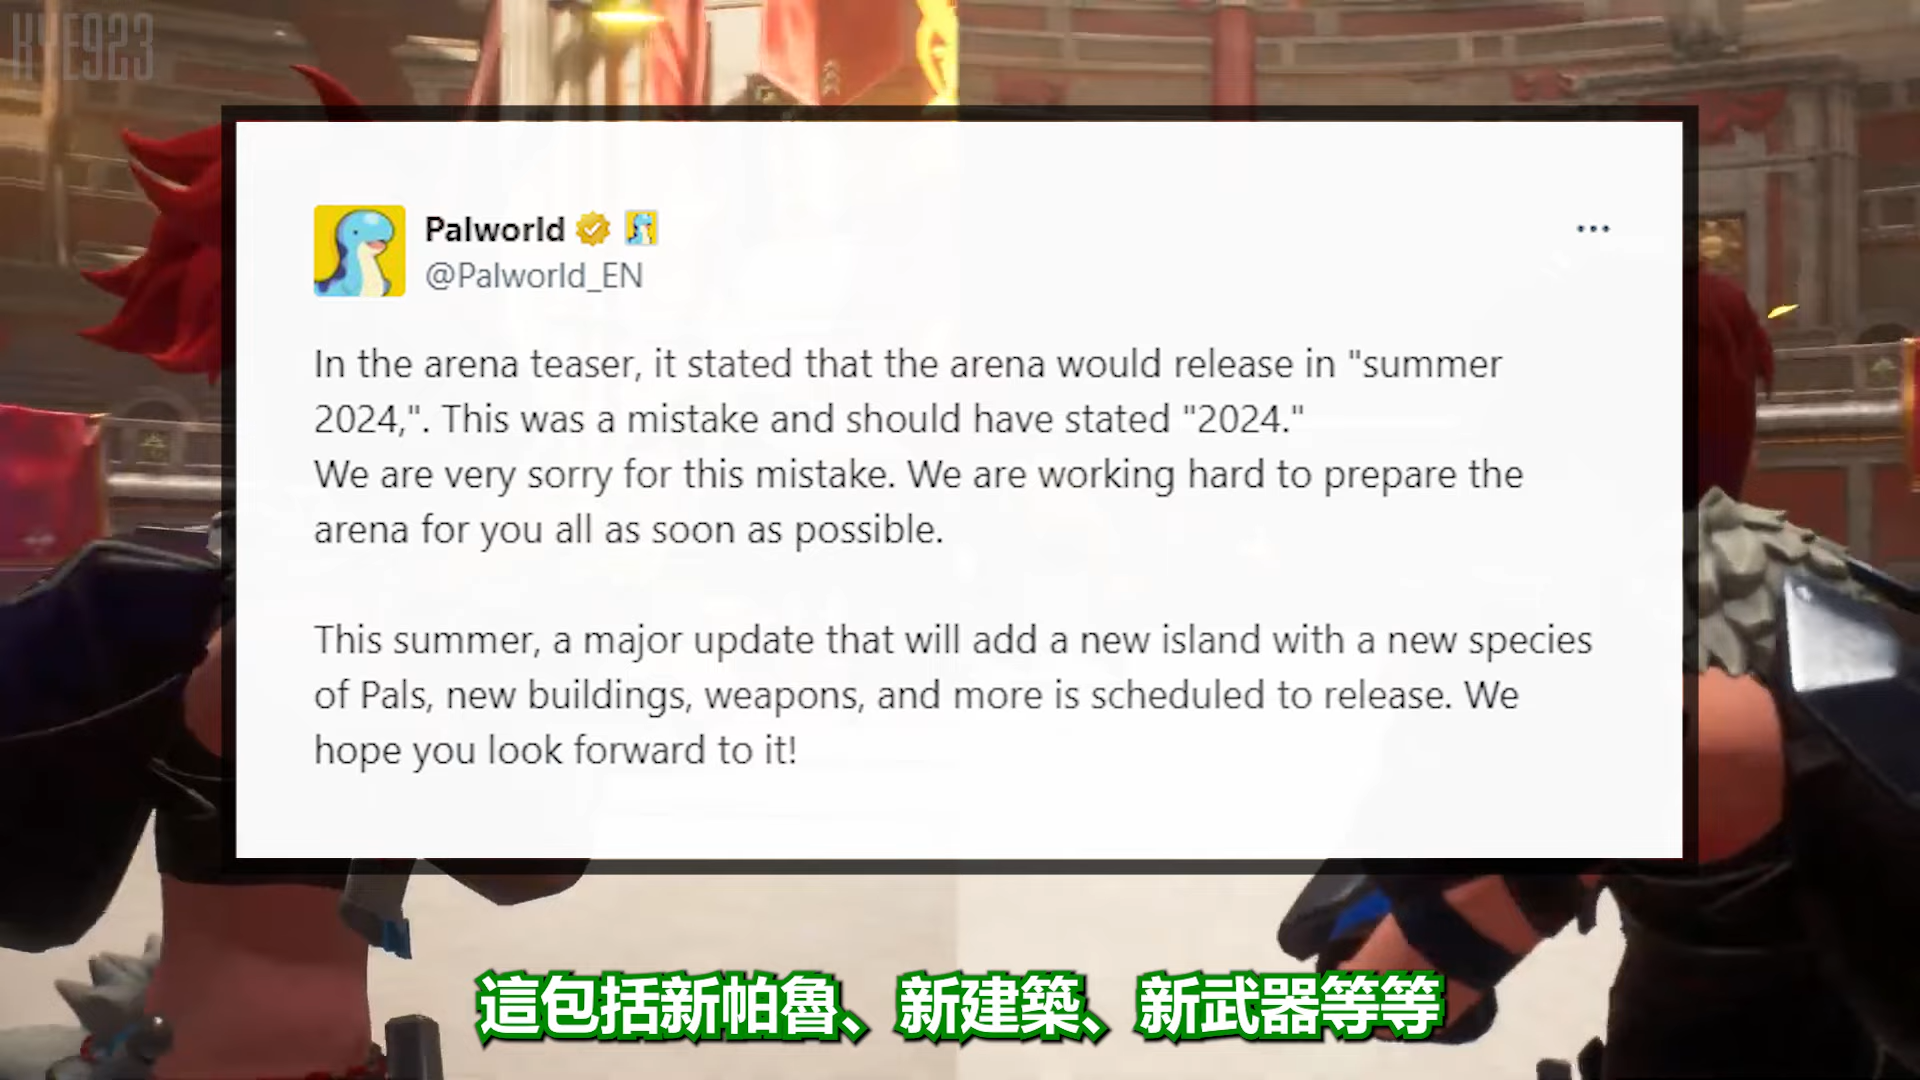 KYE923
Palworld
@Palworld_EN
In the arena teaser, it stated that the arena would release in "summer
2024,". This was a mistake and should have stated "2024."
We are very sorry for this mistake. We are working hard to prepare the
arena for you all as soon as possible.
This summer, a major update that will add a new island with a new species
of Pals, new buildings, weapons, and more is scheduled to release. We
hope you look forward to it!
這包括新帕魯、新建築、新武器等等